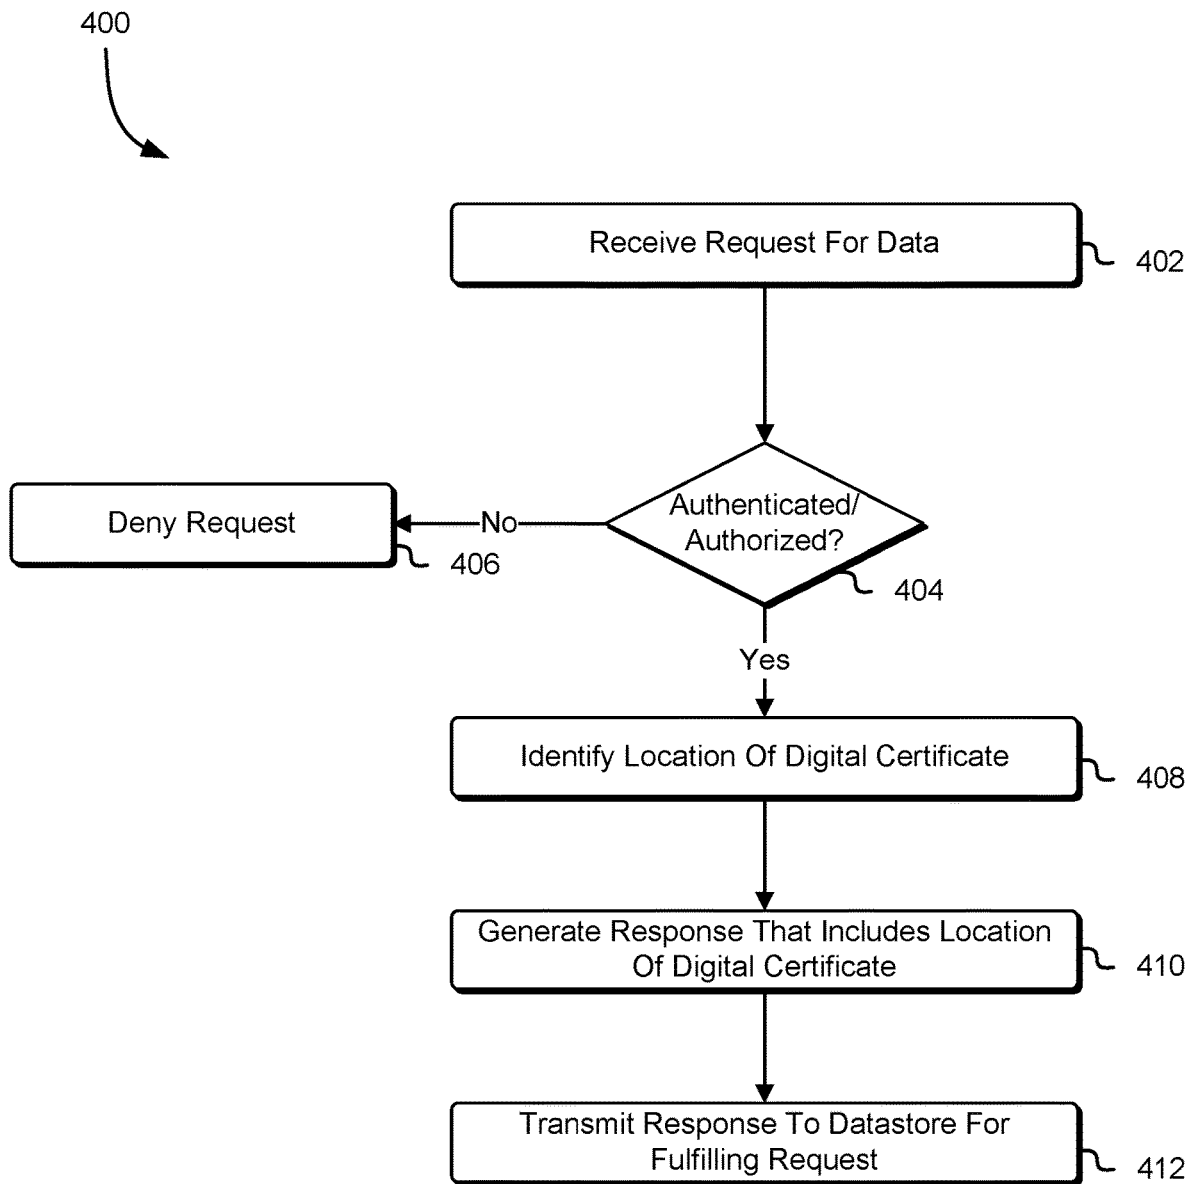 400
Receive Request For Data
402
Authenticated/
Authorized?
404
No
Deny Request
406
Yes
Identify Location Of Digital Certificate
408
Generate Response That Includes Location
Of Digital Certificate
410
Transmit Response To Datastore For
Fulfilling Request
412